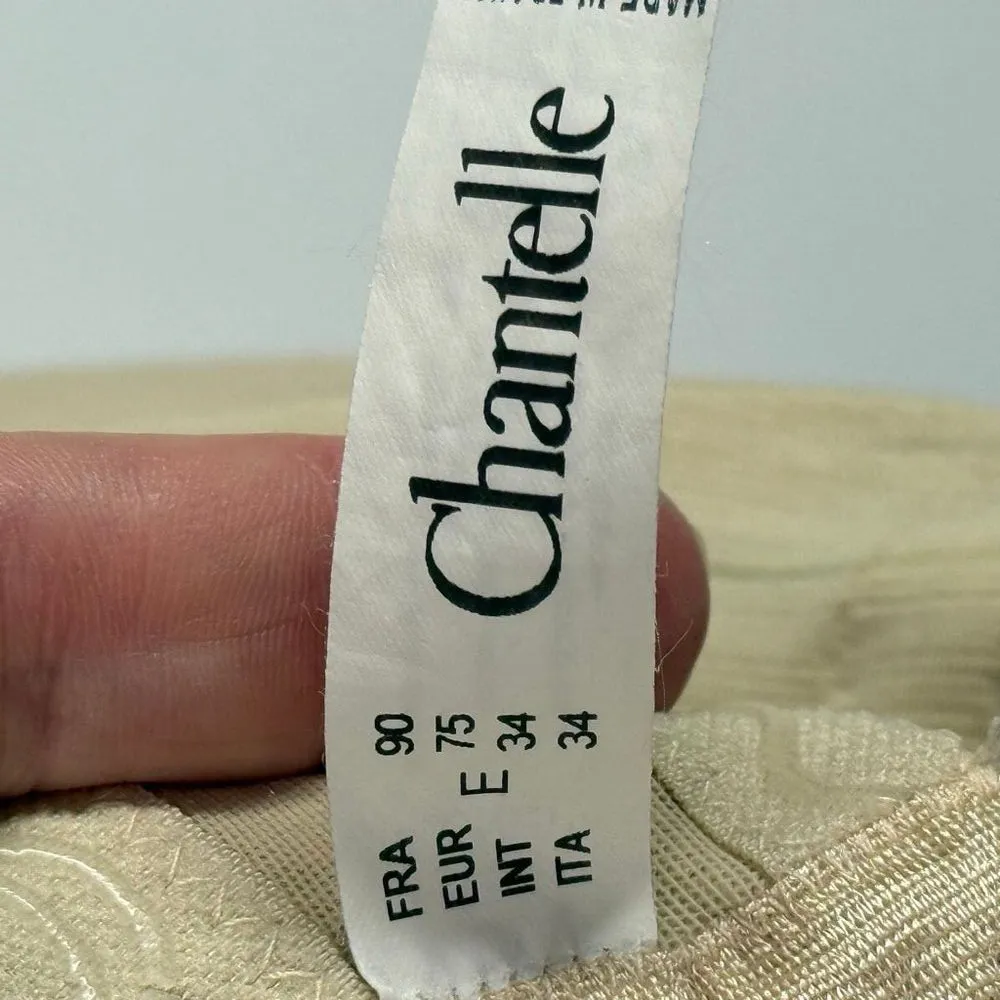 Chantelle
FRA 90
EUR 75
E
INT 34
ITA 34